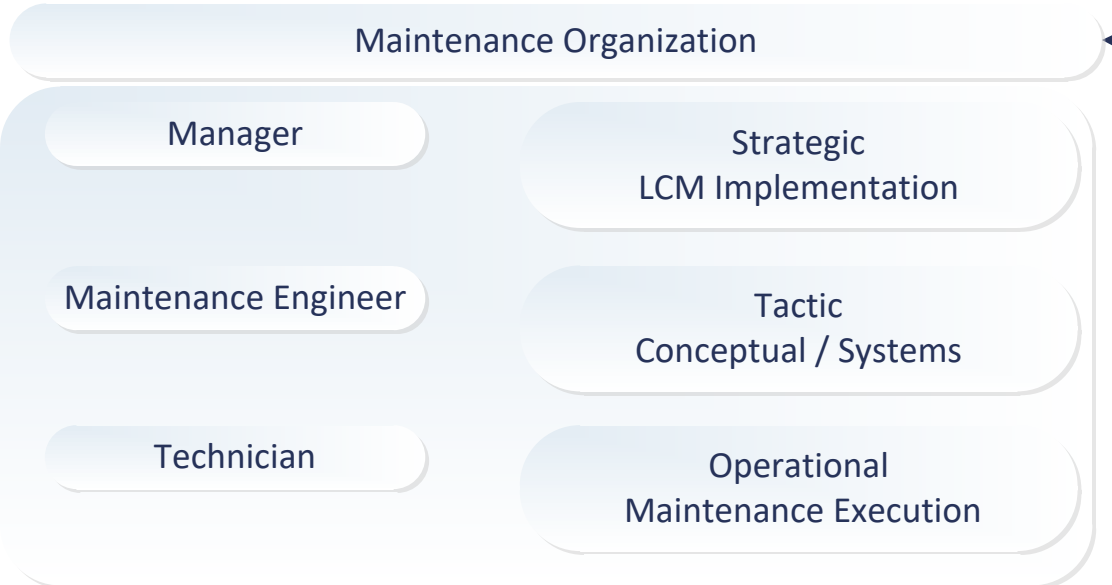 Maintenance Organization
Manager
Strategic
LCM Implementation
Maintenance Engineer
Tactic
Conceptual / Systems
Technician
Operational
Maintenance Execution